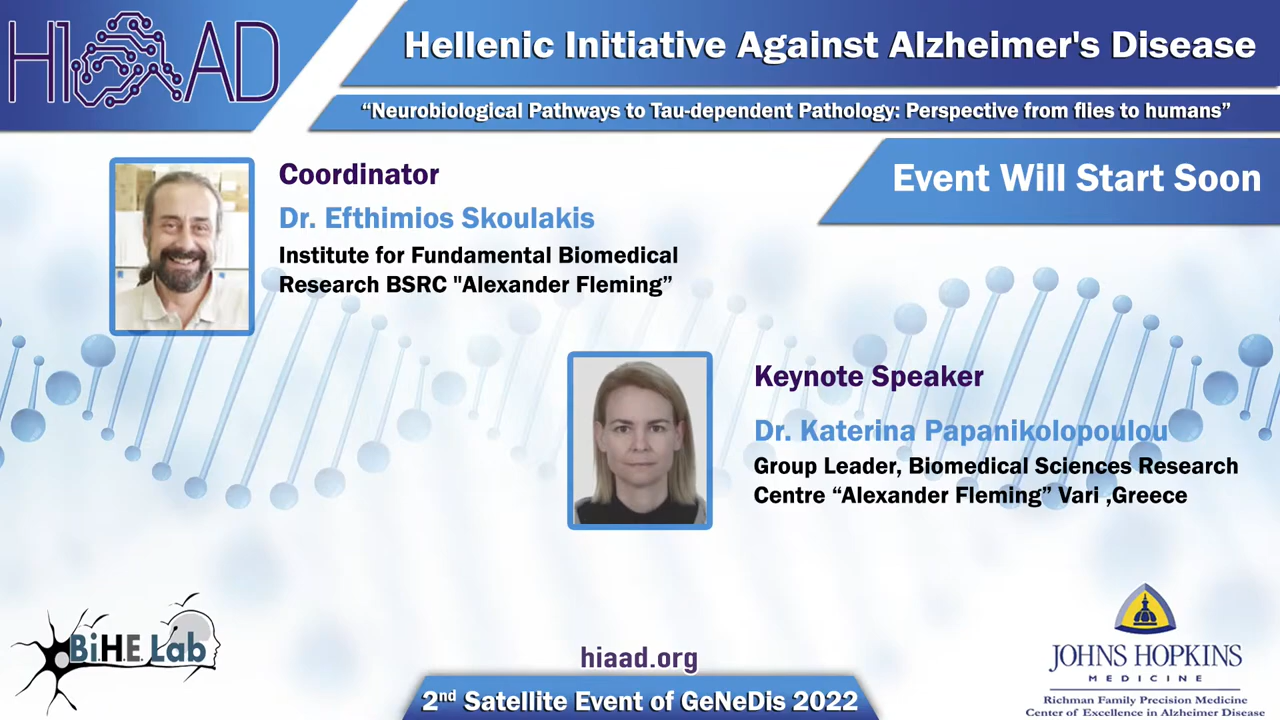 HIAAD
Hellenic Initiative Against Alzheimer's Disease
“Neurobiological Pathways to Tau-dependent Pathology: Perspective from flies to humans”
Event Will Start Soon
Coordinator
Dr. Efthimios Skoulakis
Institute for Fundamental Biomedical
Research BSRC "Alexander Fleming”
Keynote Speaker
Dr. Katerina Papanikolopoulou
Group Leader, Biomedical Sciences Research
Centre “Alexander Fleming” Vari ,Greece
Bi.H.E. Lab
hiaad.org
2nd Satellite Event of GeNeDis 2022
JOHNS HOPKINS
MEDICINE
Richman Family Precision Medicine
Center of Excellence in Alzheimer Disease